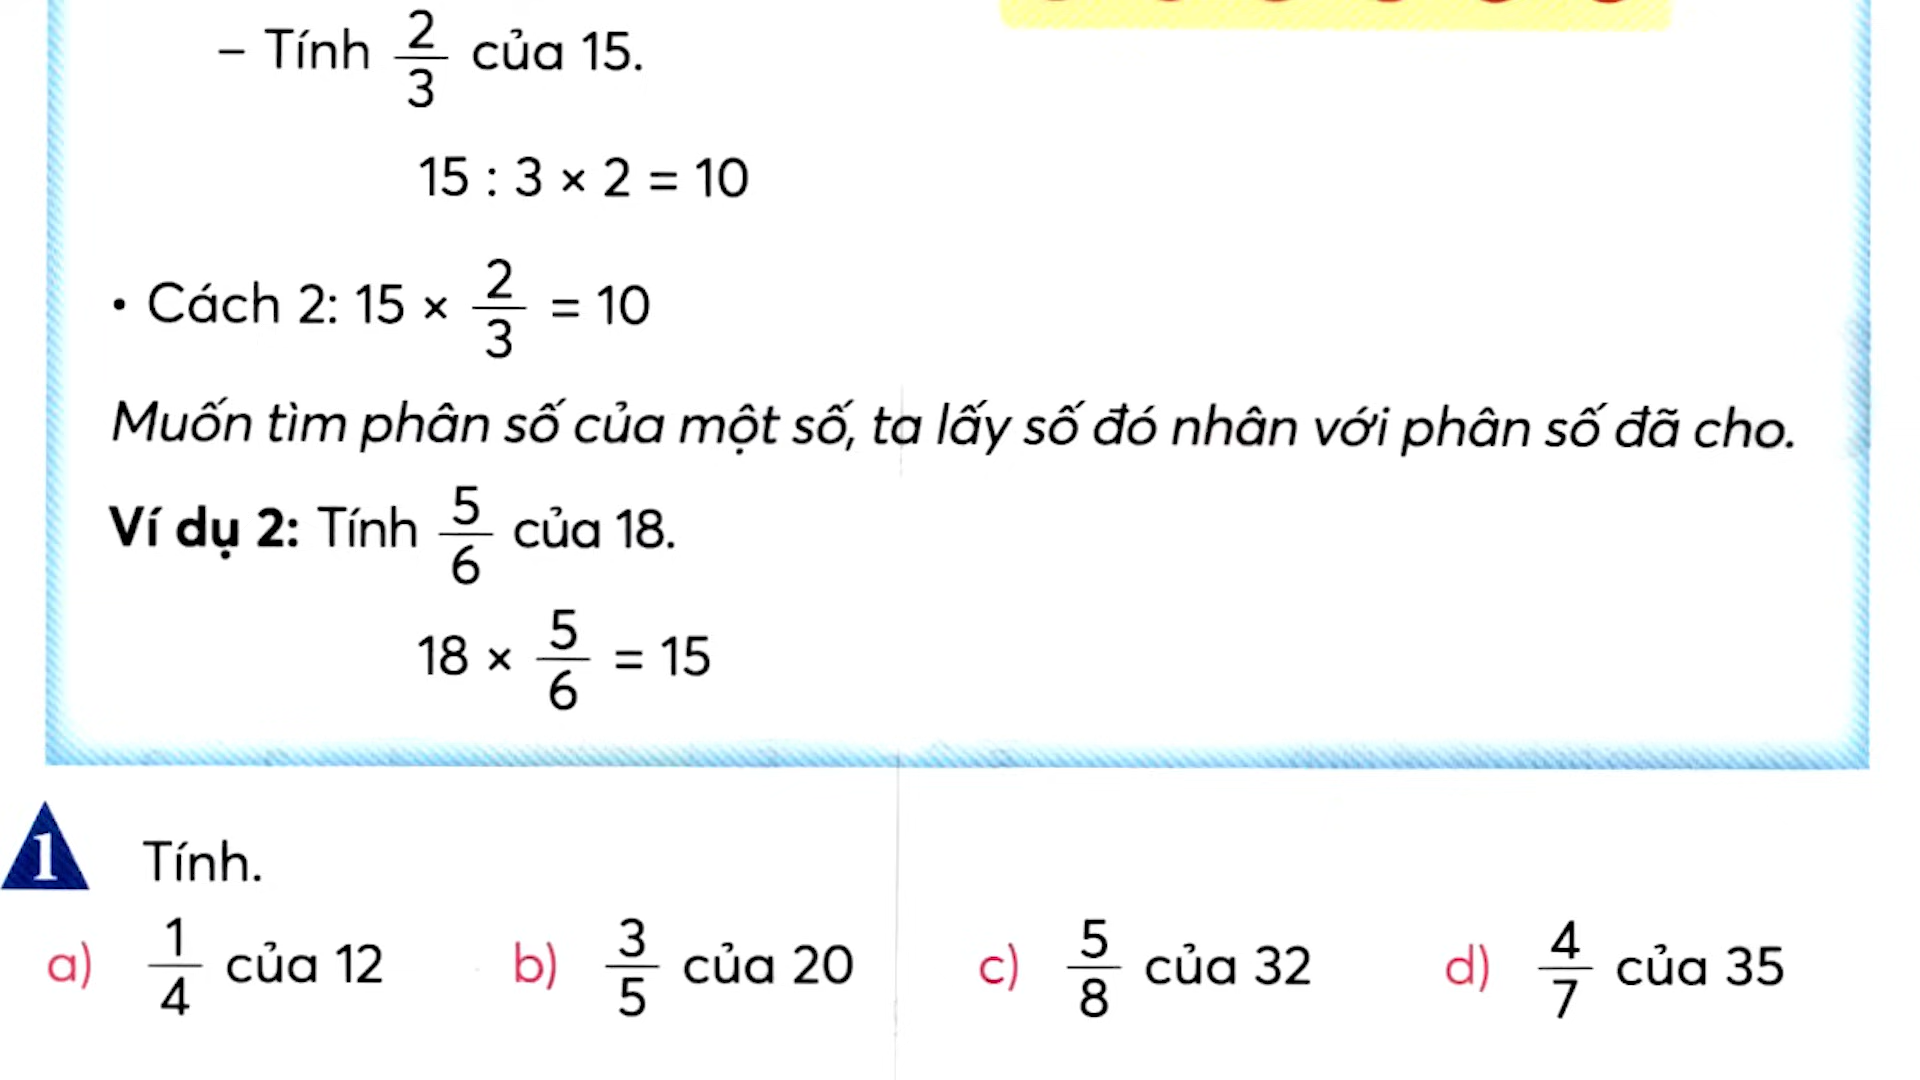 – Tính 2/3 của 15.
15 : 3 × 2 = 10
• Cách 2: 15 × 2/3 = 10
Muốn tìm phân số của một số, ta lấy số đó nhân với phân số đã cho.
Ví dụ 2: Tính 5/6 của 18.
18 × 5/6 = 15
1 Tính.
a) 1/4 của 12 b) 3/5 của 20 c) 5/8 của 32 d) 4/7 của 35